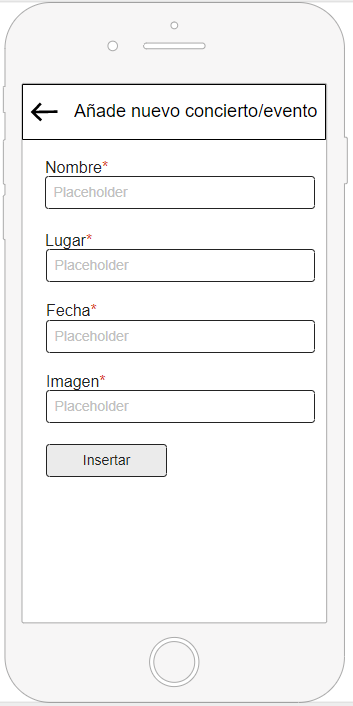 Añade nuevo concierto/evento
Nombre*
Placeholder
Lugar*
Placeholder
Fecha*
Placeholder
Imagen*
Placeholder
Insertar